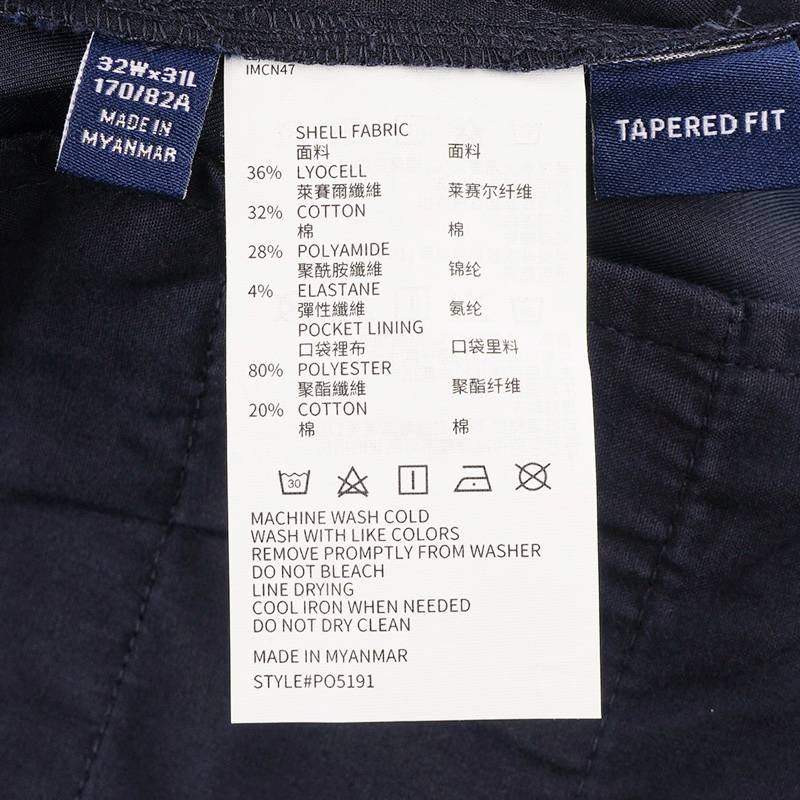 32W×31L
170/82A
MADE IN
MYANMAR
IMCN47
TAPERED FIT
SHELL FABRIC
面料 面料
36% LYOCELL
萊賽爾纖維 莱赛尔纤维
32% COTTON
棉 棉
28% POLYAMIDE
聚酰胺纖維 锦纶
4% ELASTANE
彈性纖維 氨纶
POCKET LINING
口袋裡布 口袋里料
80% POLYESTER
聚酯纖維 聚酯纤维
20% COTTON
棉 棉
30
MACHINE WASH COLD
WASH WITH LIKE COLORS
REMOVE PROMPTLY FROM WASHER
DO NOT BLEACH
LINE DRYING
COOL IRON WHEN NEEDED
DO NOT DRY CLEAN
MADE IN MYANMAR
STYLE#PO5191